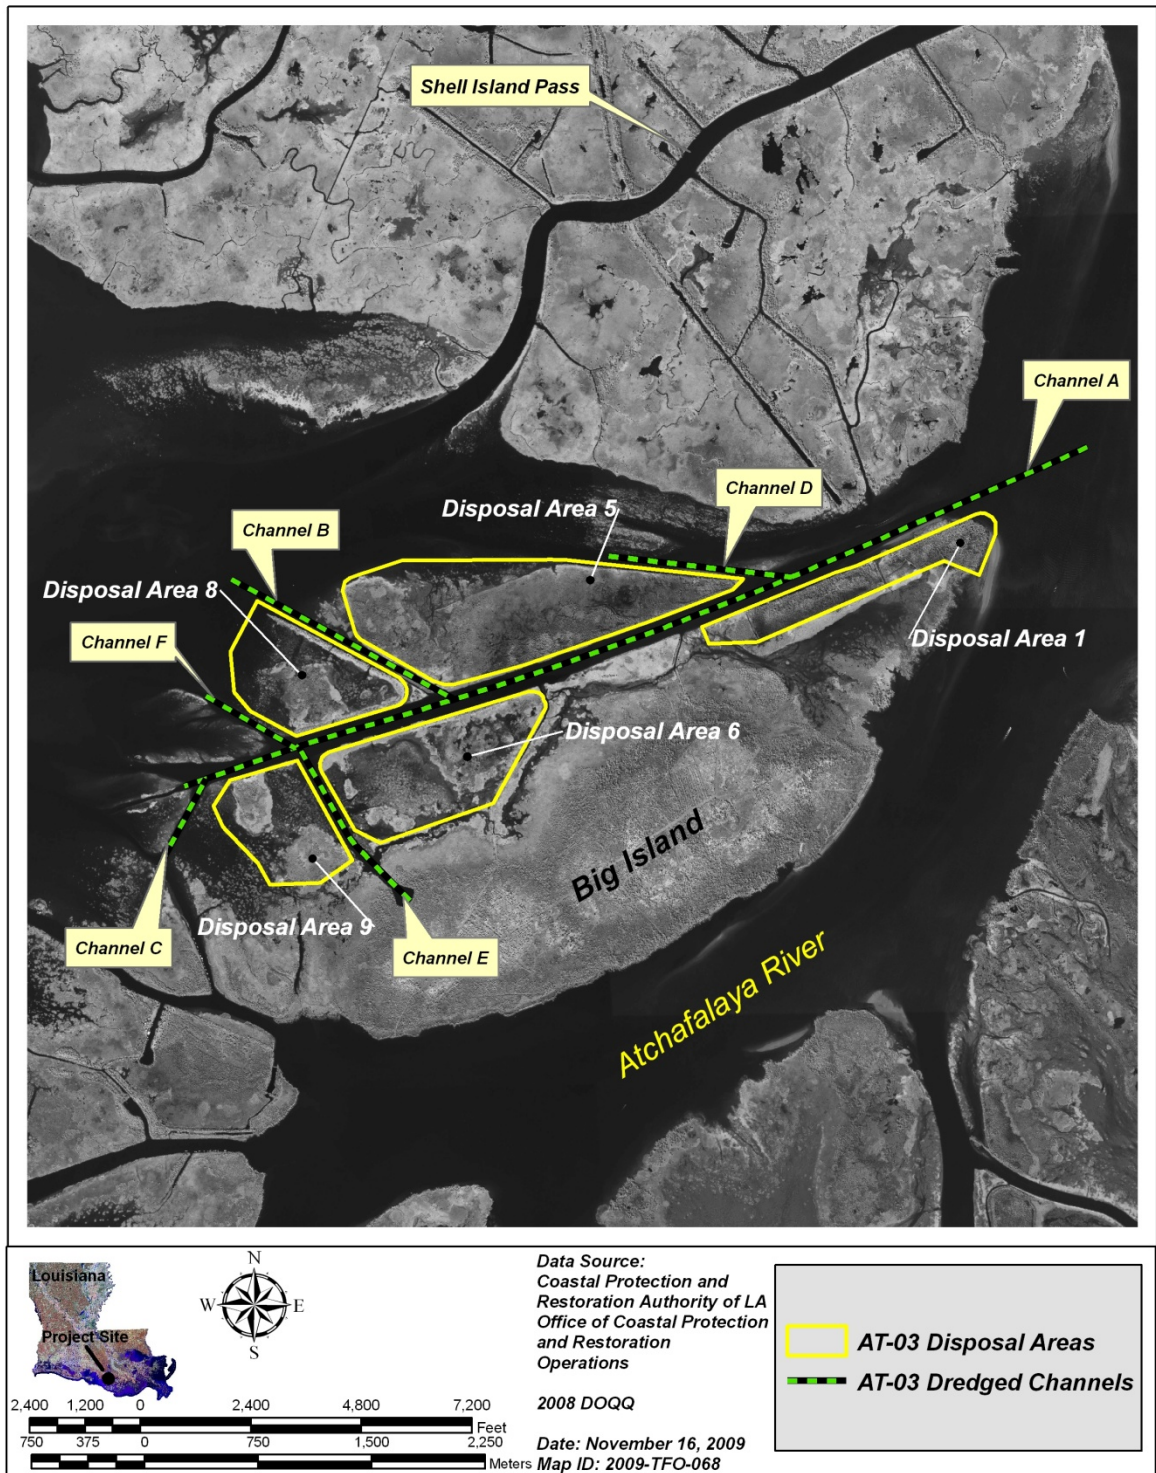 Shell Island Pass
Channel A
Channel D
Disposal Area 5
Channel B
Disposal Area 8
Channel F
Disposal Area 1
Disposal Area 6
Big Island
Disposal Area 9
Channel C
Channel E
Atchafalaya River
Louisiana
Project Site
N
W
E
S
Data Source:
Coastal Protection and
Restoration Authority of LA
Office of Coastal Protection
and Restoration
Operations
2008 DOQQ
Date: November 16, 2009
Map ID: 2009-TFO-068
AT-03 Disposal Areas
AT-03 Dredged Channels
2,400 1,200 0 2,400 4,800 7,200
Feet
750 375 0 750 1,500 2,250
Meters